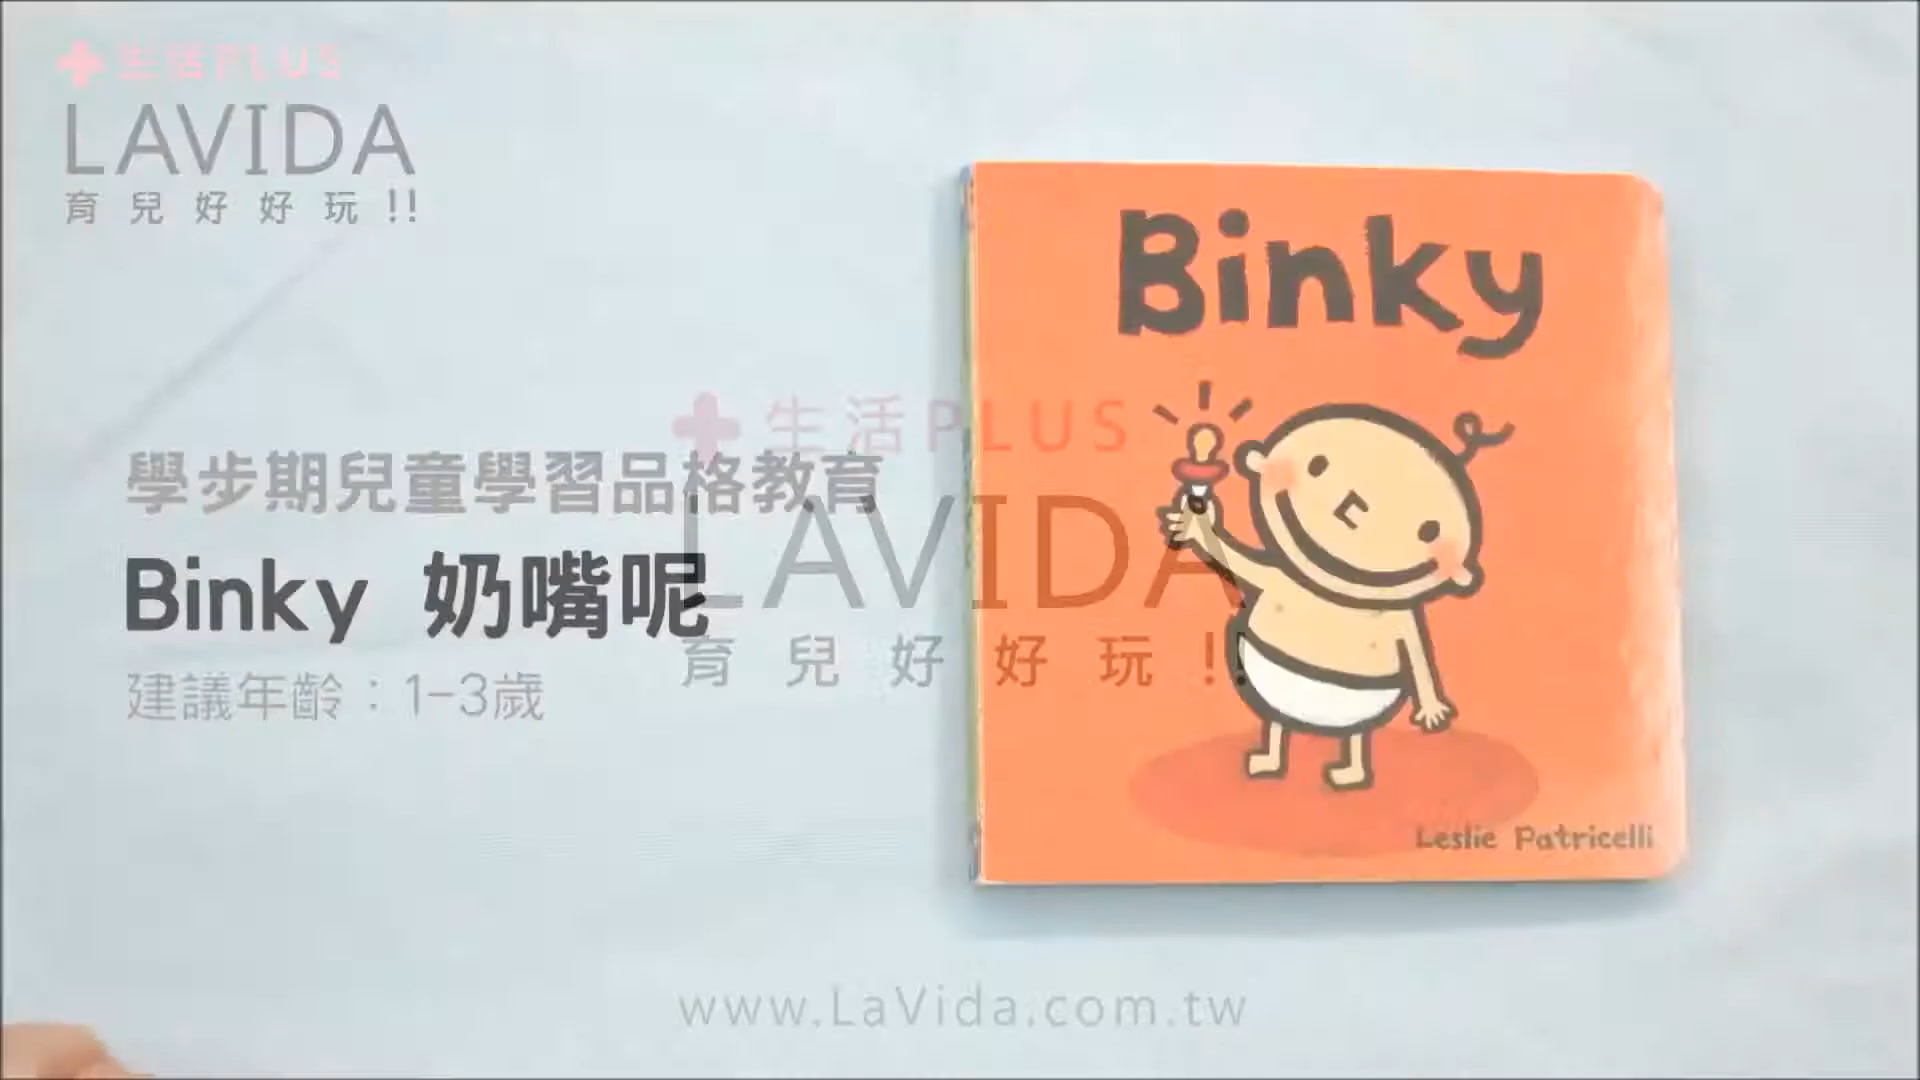 生活PLUS
LAVIDA
育兒好好玩!!
學步期兒童學習品格教育
Binky 奶嘴呢
建議年齡：1-3歲
生活PLUS
LAVIDA
育兒好好玩!!
www.LaVida.com.tw
Binky
Leslie Patricelli